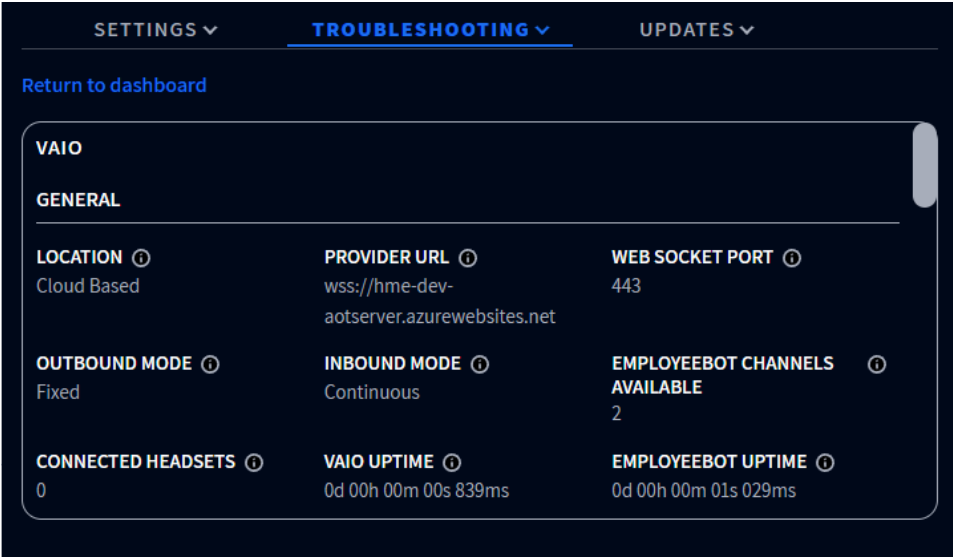 SETTINGS
TROUBLESHOOTING
UPDATES
Return to dashboard
VAIO
GENERAL
LOCATION
Cloud Based
PROVIDER URL
wss://hme-dev-
aotserver.azurewebsites.net
WEB SOCKET PORT
443
OUTBOUND MODE
Fixed
INBOUND MODE
Continuous
EMPLOYEEBOT CHANNELS
AVAILABLE
2
CONNECTED HEADSETS
0
VAIO UPTIME
0d 00h 00m 00s 839ms
EMPLOYEEBOT UPTIME
0d 00h 00m 01s 029ms